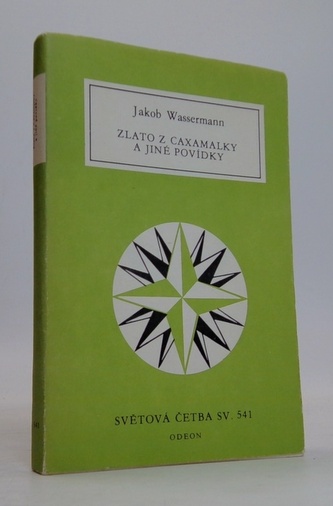 Jakob Wassermann
ZLATO Z CAXAMALKY
A JINÉ POVÍDKY
SVĚTOVÁ ČETBA SV. 541
ODEON